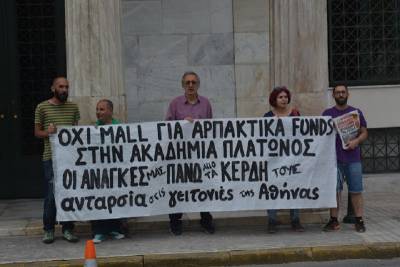 ΟΧΙ MALL ΓΙΑ ΑΡΠΑΚΤΙΚΑ FUNDS
ΣΤΗΝ ΑΚΑΔΗΜΙΑ ΠΛΑΤΩΝΟΣ
ΟΙ ΑΝΑΓΚΕΣ ΜΑΣ ΠΑΝΩ ΑΠΟ ΤΑ ΚΕΡΔΗ ΤΟΥΣ
ανταρσία στις γειτονιές της Αθήνας